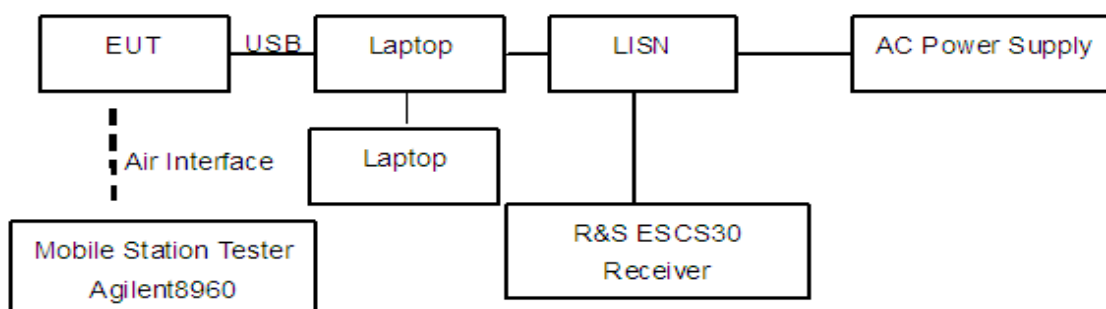 EUT
USB
Laptop
LISN
AC Power Supply
Air Interface
Laptop
Mobile Station Tester
Agilent8960
R&S ESCS30
Receiver